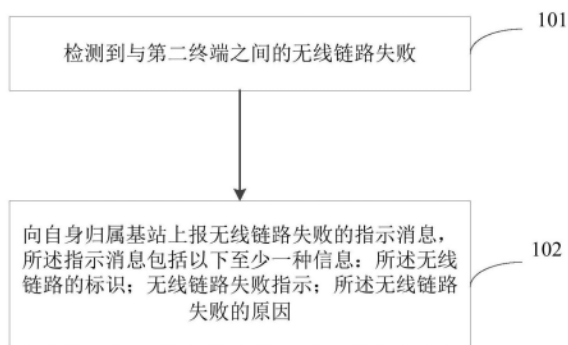 101
检测到与第二终端之间的无线链路失败
向自身归属基站上报无线链路失败的指示消息,
所述指示消息包括以下至少一种信息：所述无线
链路的标识；无线链路失败指示；所述无线链路
失败的原因
102